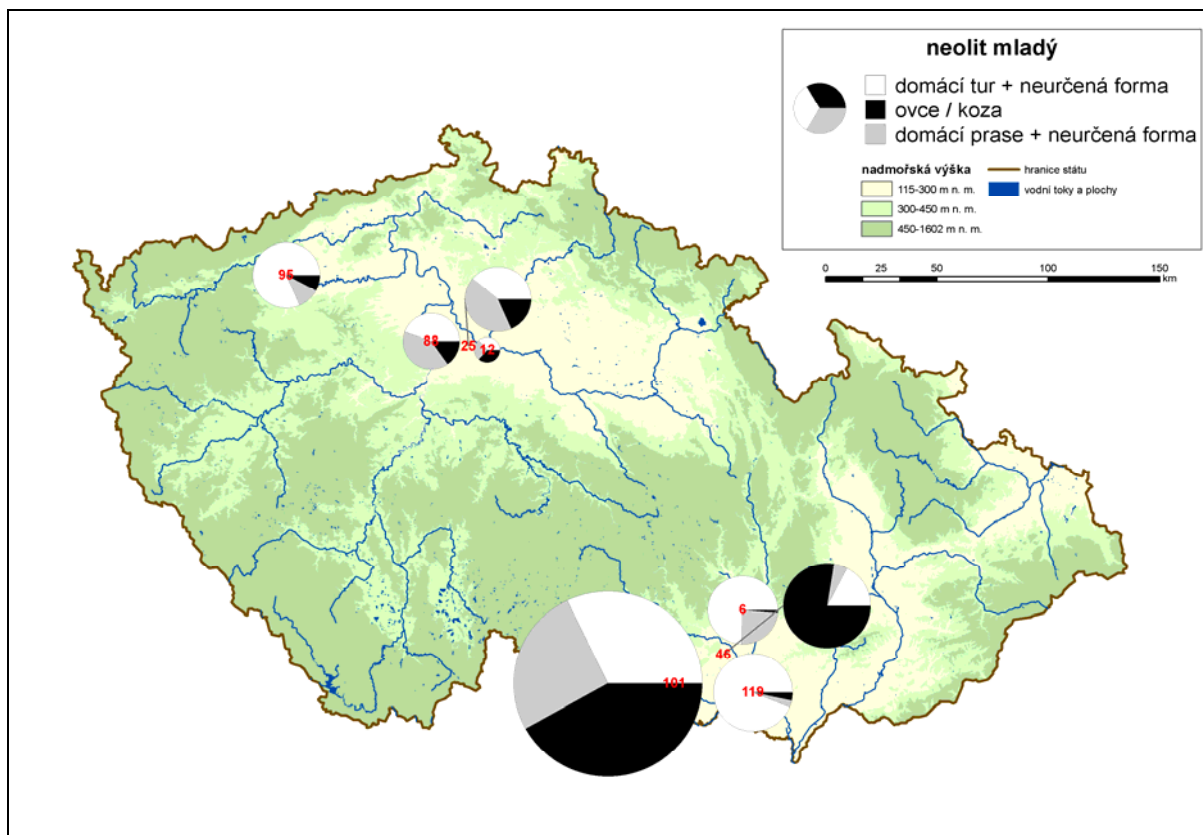 neolit mladý
domácí tur + neurčená forma
ovce / koza
domácí prase + neurčená forma
nadmořská výška
hranice státu
115-300 m n. m.
vodní toky a plochy
300-450 m n. m.
450-1602 m n. m.
0 25 50 100 150
km
95
88
25
12
6
46
101
119